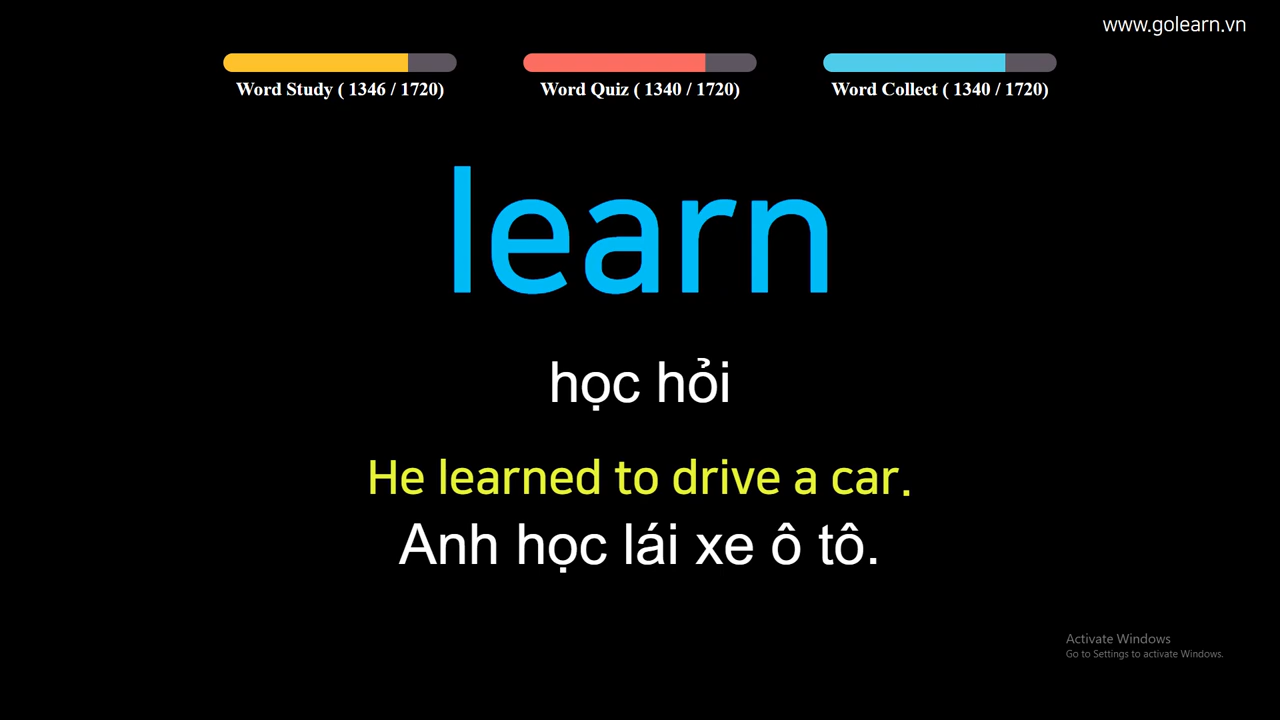 www.golearn.vn
Word Study ( 1346 / 1720)
Word Quiz ( 1340 / 1720)
Word Collect ( 1340 / 1720)
learn
học hỏi
He learned to drive a car.
Anh học lái xe ô tô.
Activate Windows
Go to Settings to activate Windows.